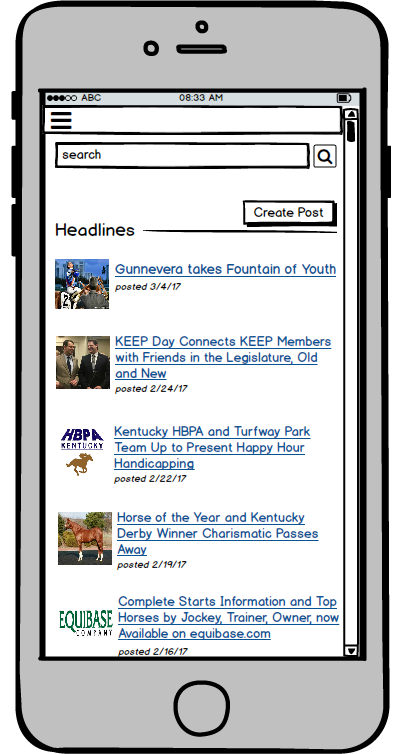 ABC 08:33 AM
search
Create Post
Headlines
Gunnevera takes Fountain of Youth
posted 3/4/17
KEEP Day Connects KEEP Members
with Friends in the Legislature, Old
and New
posted 2/24/17
HBPA
KENTUCKY
Kentucky HBPA and Turfway Park
Team Up to Present Happy Hour
Handicapping
posted 2/22/17
Horse of the Year and Kentucky
Derby Winner Charismatic Passes
Away
posted 2/19/17
EQUIBASE
COMPANY
Complete Starts Information and Top
Horses by Jockey, Trainer, Owner, now
Available on equibase.com
posted 2/16/17